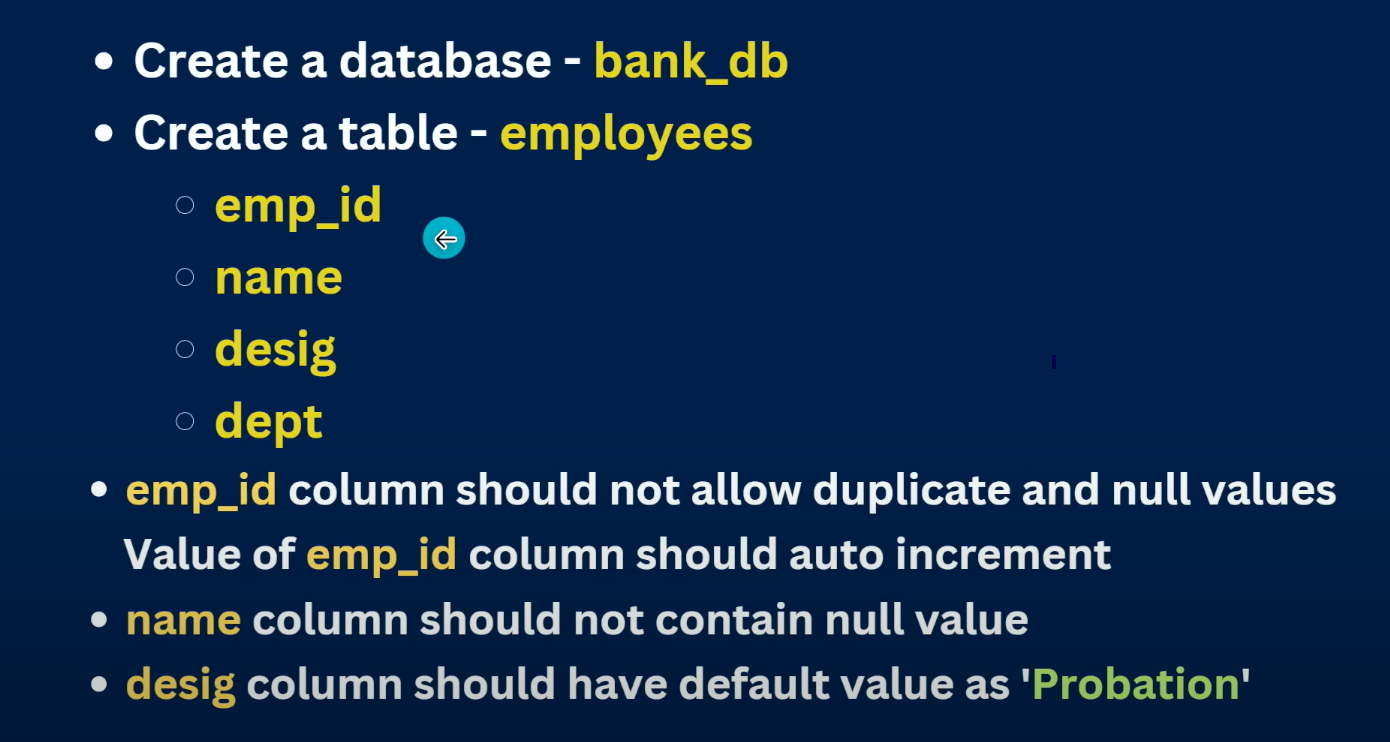 Create a database - bank_db
Create a table - employees
emp_id
name
desig
dept
emp_id column should not allow duplicate and null values
Value of emp_id column should auto increment
name column should not contain null value
desig column should have default value as 'Probation'